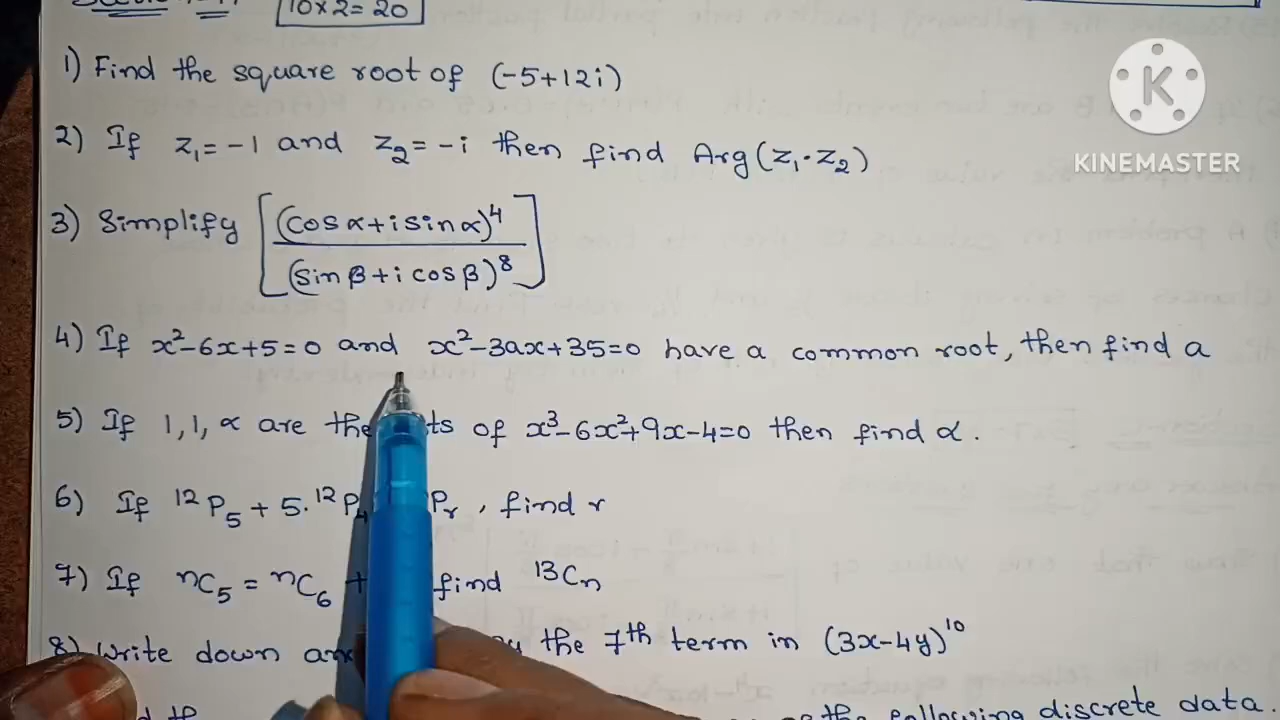 10×2=20
1) Find the square root of (-5+12i)
KINEMASTER
2) If z₁=-1 and z₂=-i then find Arg(z₁·z₂)
3) Simplify [(cosα+isinα)⁴/(sinβ+icosβ)⁸]
4) If x²-6x+5=0 and x²-3ax+35=0 have a common root, then find a
5) If 1,1,α are the of x³-6x²+9x-4=0 then find α.
6) If ¹²P₅+5.¹²P₄ Pᵣ, find r
7) If ⁿC₅=ⁿC₆ find ¹³Cₙ
8) Write down the 7th term in (3x-4y)¹⁰
the following discrete data.